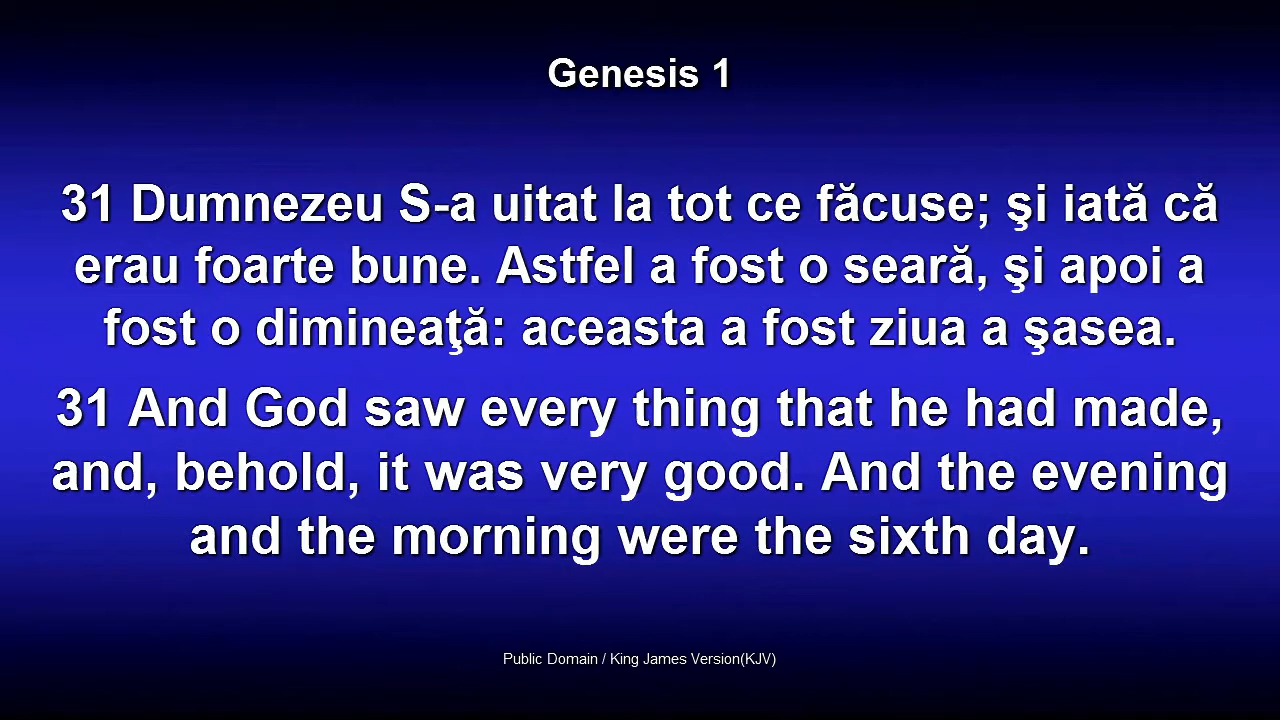 Genesis 1
31 Dumnezeu S-a uitat la tot ce făcuse; şi iată că
erau foarte bune. Astfel a fost o seară, şi apoi a
fost o dimineaţă: aceasta a fost ziua a şasea.
31 And God saw every thing that he had made,
and, behold, it was very good. And the evening
and the morning were the sixth day.
Public Domain / King James Version(KJV)